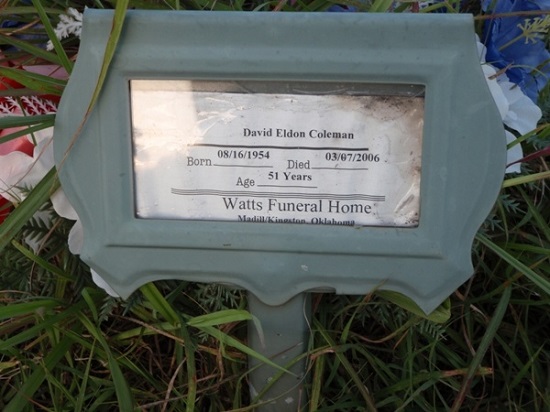 David Eldon Coleman
Born 08/16/1954 Died 03/07/2006
Age 51 Years
Watts Funeral Home
Madill/Kingston, Oklahoma